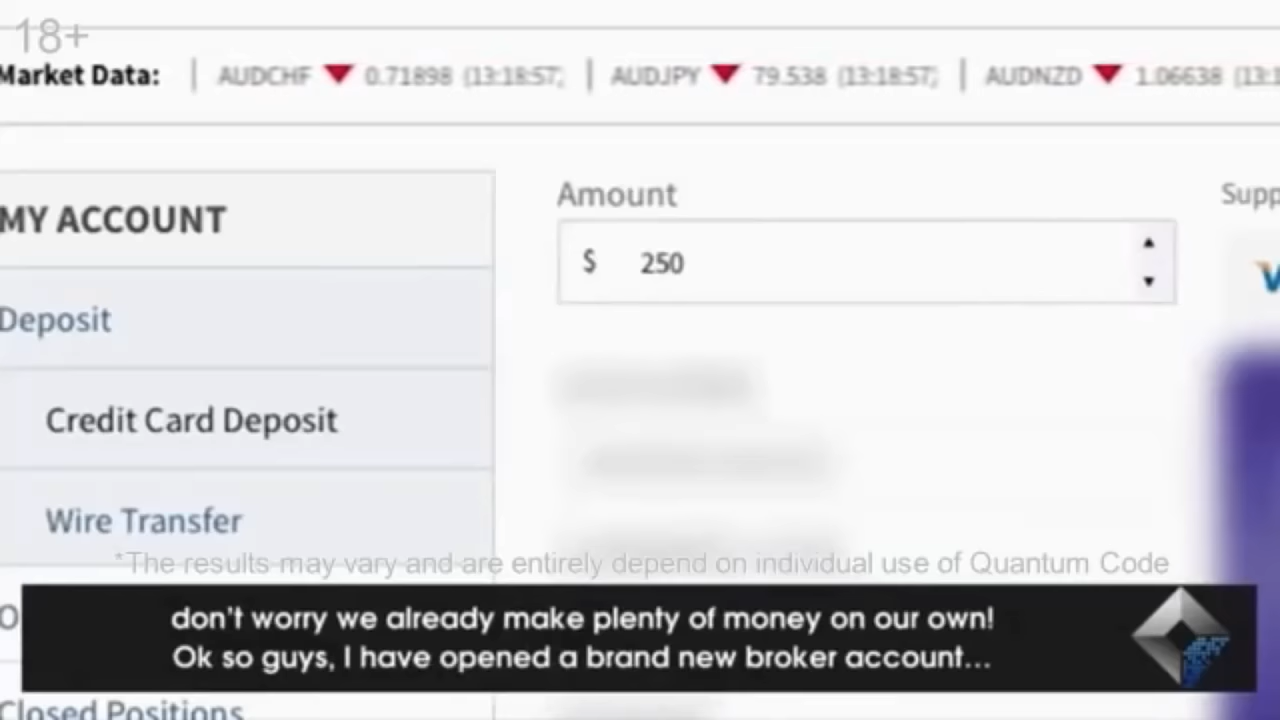 18+
Market Data: | AUDCHF ▼ 0.71898 (13:18:57) | AUDJPY ▼ 79.538 (13:18:57) | AUDNZD ▼ 1.06638 (13:1
MY ACCOUNT
Deposit
Credit Card Deposit
Wire Transfer
Amount
$ 250
Supp
*The results may vary and are entirely depend on individual use of Quantum Code
don't worry we already make plenty of money on our own!
Ok so guys, I have opened a brand new broker account...
Closed Positions